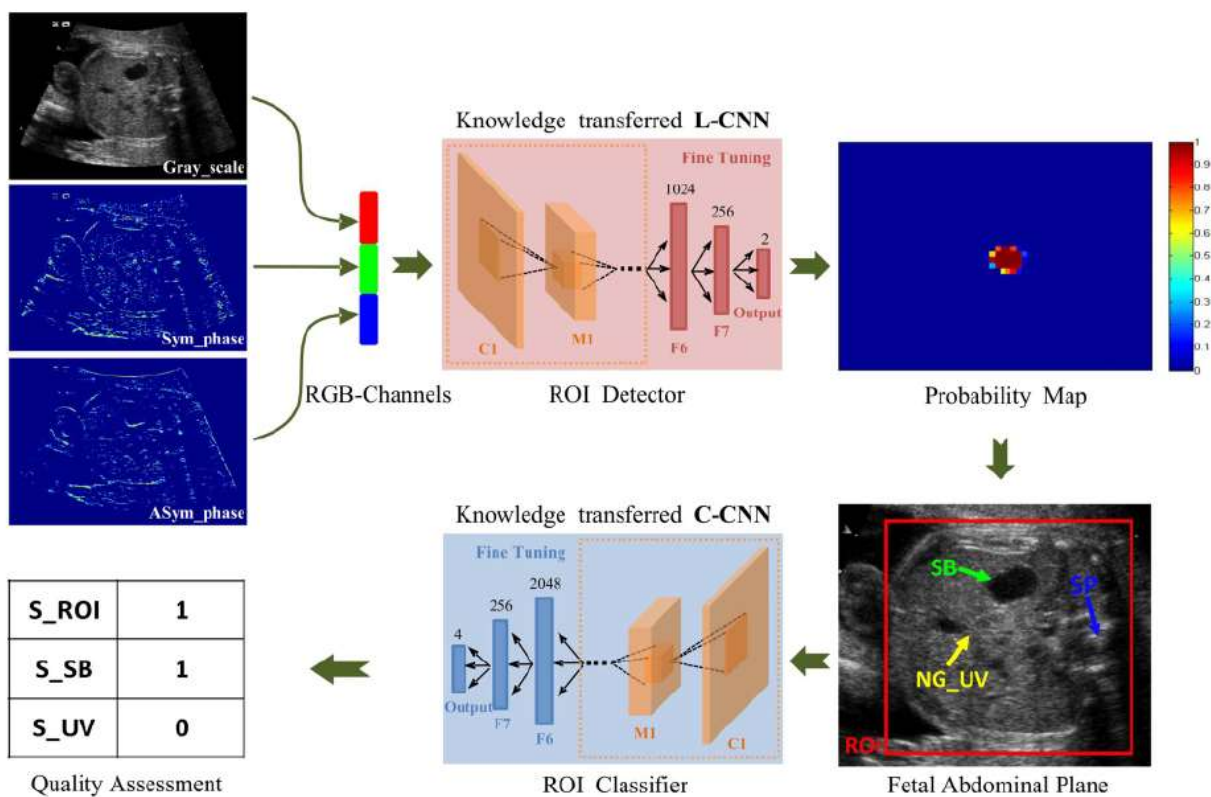 Gray_scale
Sym_phase
ASym_phase
RGB-Channels
Knowledge transferred L-CNN
Fine Tuning
1024
256
2
C1
M1
F6
F7
Output
ROI Detector
1
0.9
0.8
0.7
0.6
0.5
0.4
0.3
0.2
0.1
0
Probability Map
SB
SP
NG_UV
ROI
Fetal Abdominal Plane
Knowledge transferred C-CNN
Fine Tuning
2048
256
4
Output
F7
F6
M1
C1
ROI Classifier
S_ROI 1
S_SB 1
S_UV 0
Quality Assessment